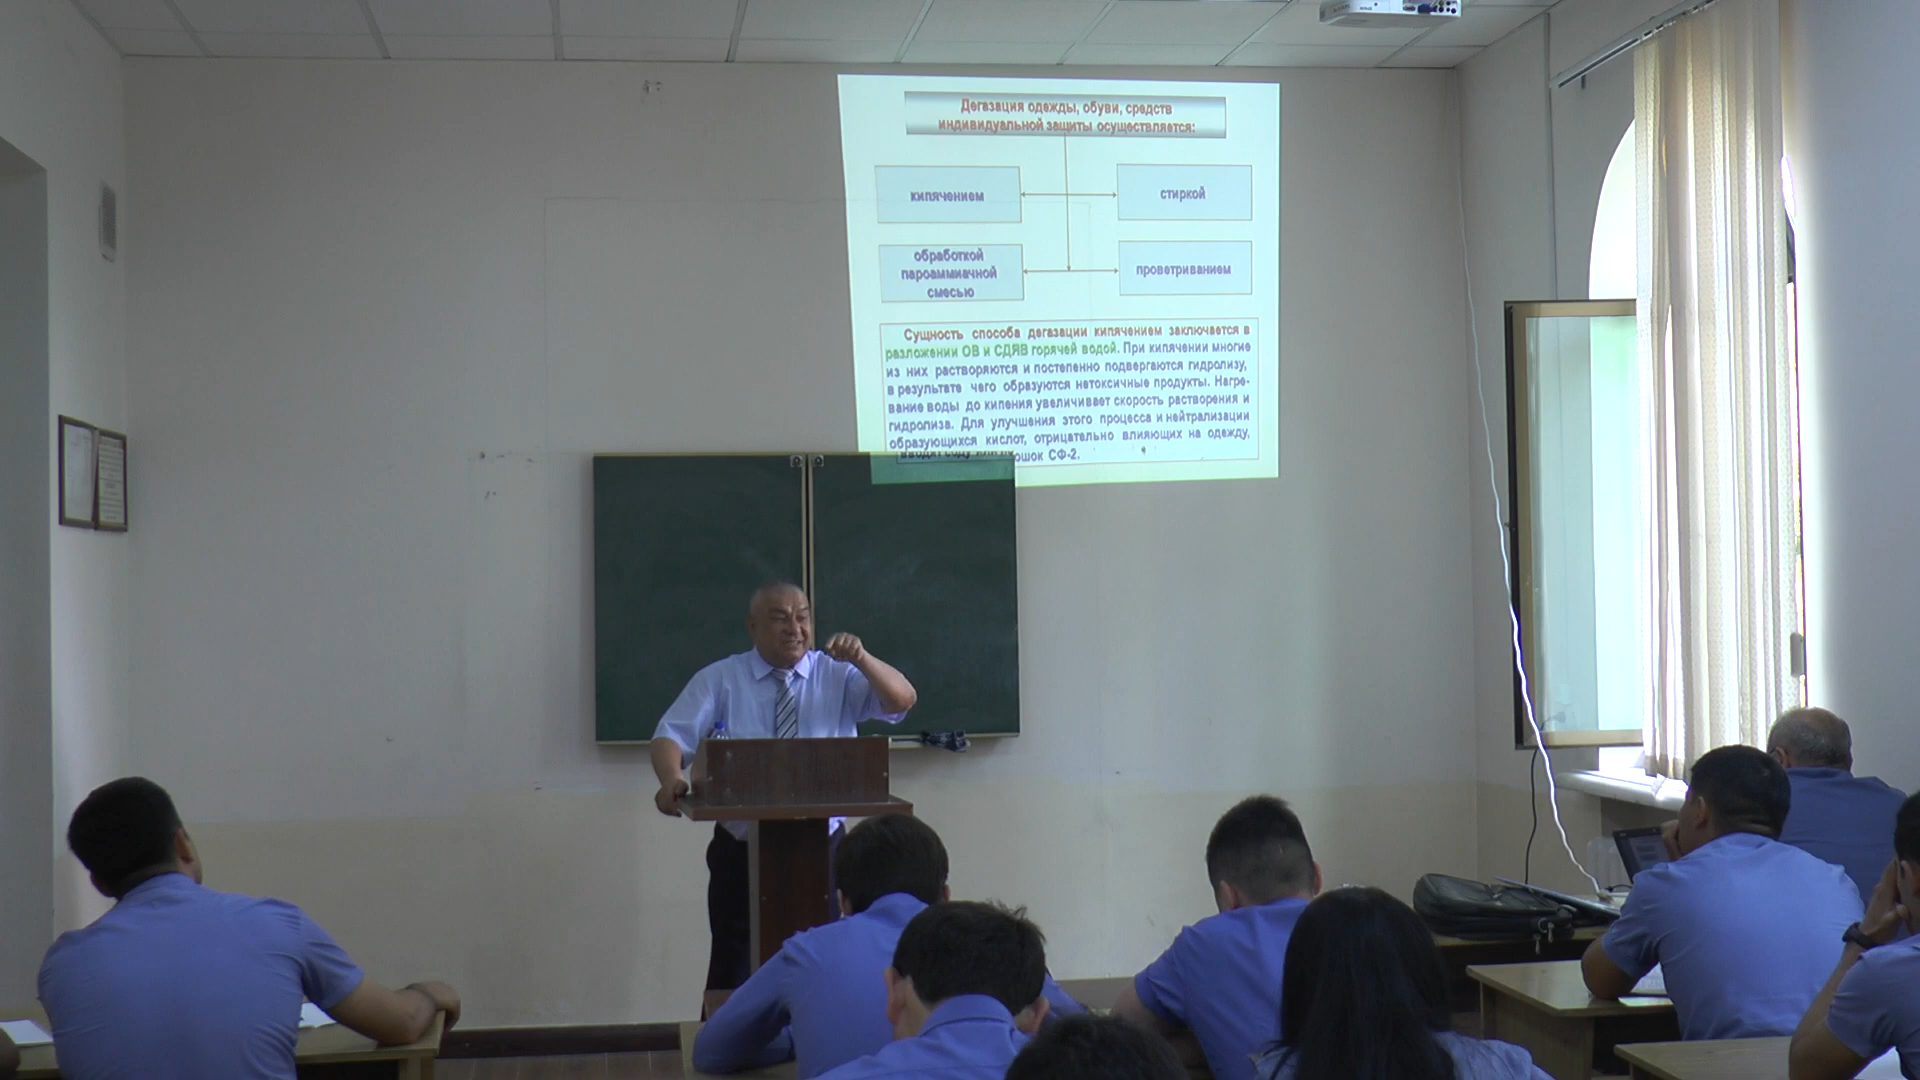 Дегазация одежды, обуви, средств
индивидуальной защиты осуществляется:
кипячением
стиркой
обработкой
пароаммиачной
смесью
проветриванием
Сущность способа дегазации кипячением заключается в
разложении ОВ и СДЯВ горячей водой. При кипячении многие
из них растворяются и постепенно подвергаются гидролизу,
в результате чего образуются нетоксичные продукты. Нагре-
вание воды до кипения увеличивает скорость растворения и
гидролиза. Для улучшения этого процесса и нейтрализации
образующихся кислот, отрицательно влияющих на одежду,
вводят соду или порошок СФ-2.